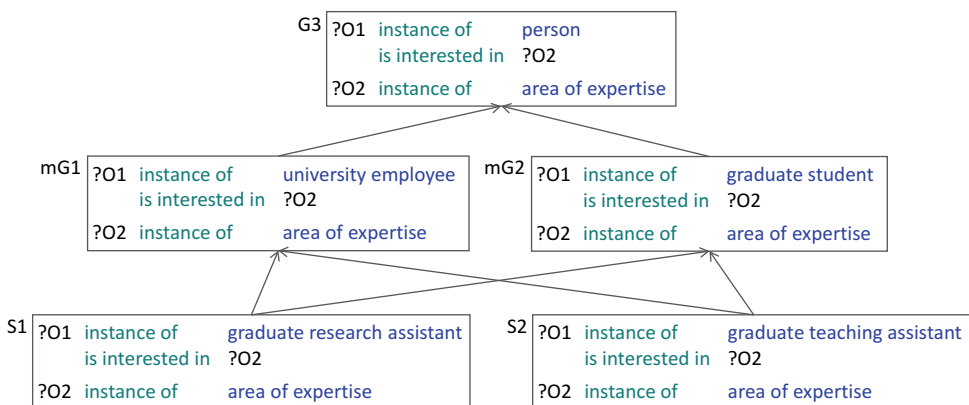 G3 ?O1 instance of person
is interested in ?O2
?O2 instance of area of expertise
mG1 ?O1 instance of university employee
is interested in ?O2
?O2 instance of area of expertise
mG2 ?O1 instance of graduate student
is interested in ?O2
?O2 instance of area of expertise
S1 ?O1 instance of graduate research assistant
is interested in ?O2
?O2 instance of area of expertise
S2 ?O1 instance of graduate teaching assistant
is interested in ?O2
?O2 instance of area of expertise